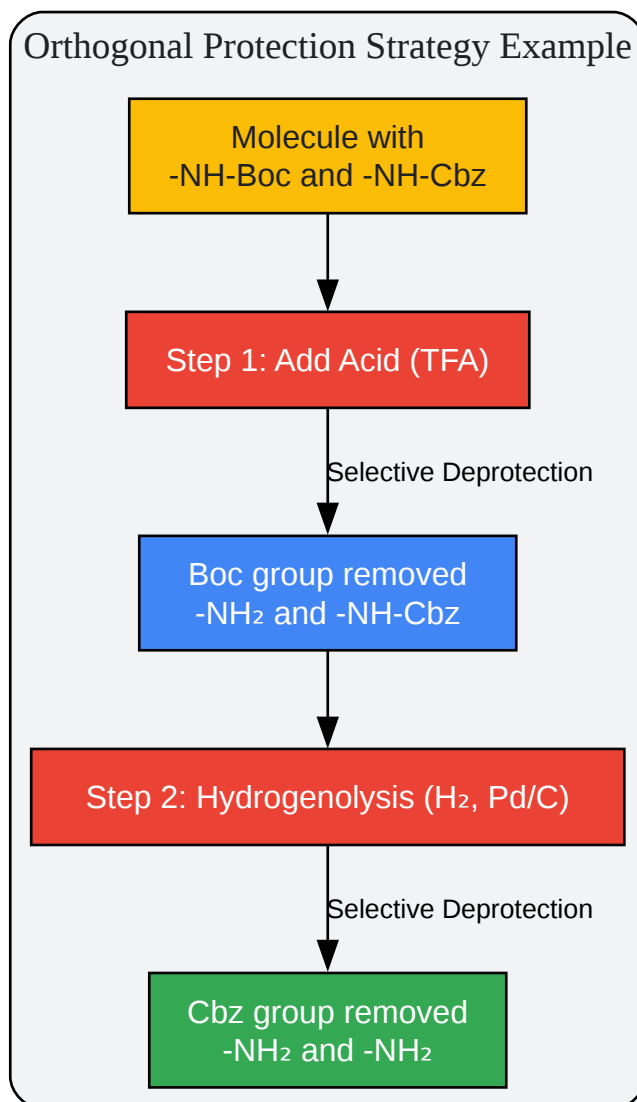 Orthogonal Protection Strategy Example
Molecule with
-NH-Boc and -NH-Cbz
Step 1: Add Acid (TFA)
Selective Deprotection
Boc group removed
-NH₂ and -NH-Cbz
Step 2: Hydrogenolysis (H₂, Pd/C)
Selective Deprotection
Cbz group removed
-NH₂ and -NH₂